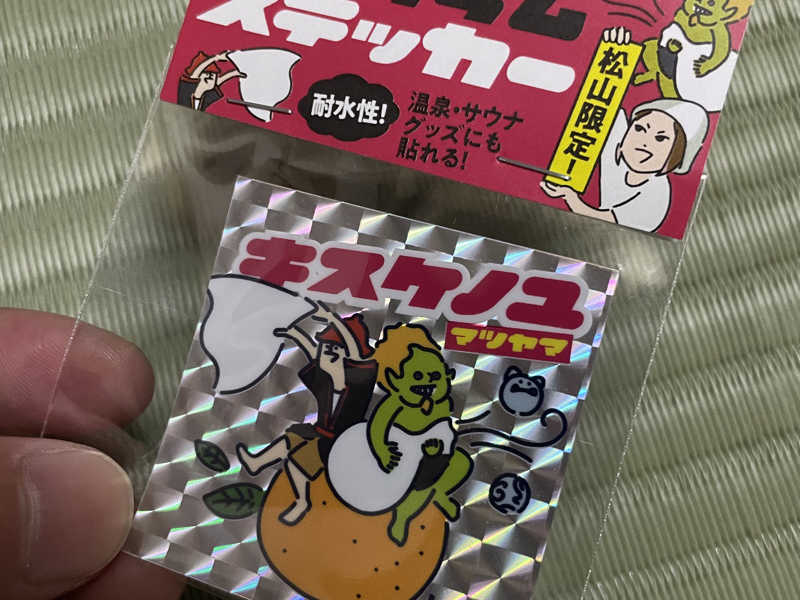 ステッカー
耐水性!
温泉・サウナ
グッズにも
貼れる!
松山限定!
キスケノユ
マツヤマ